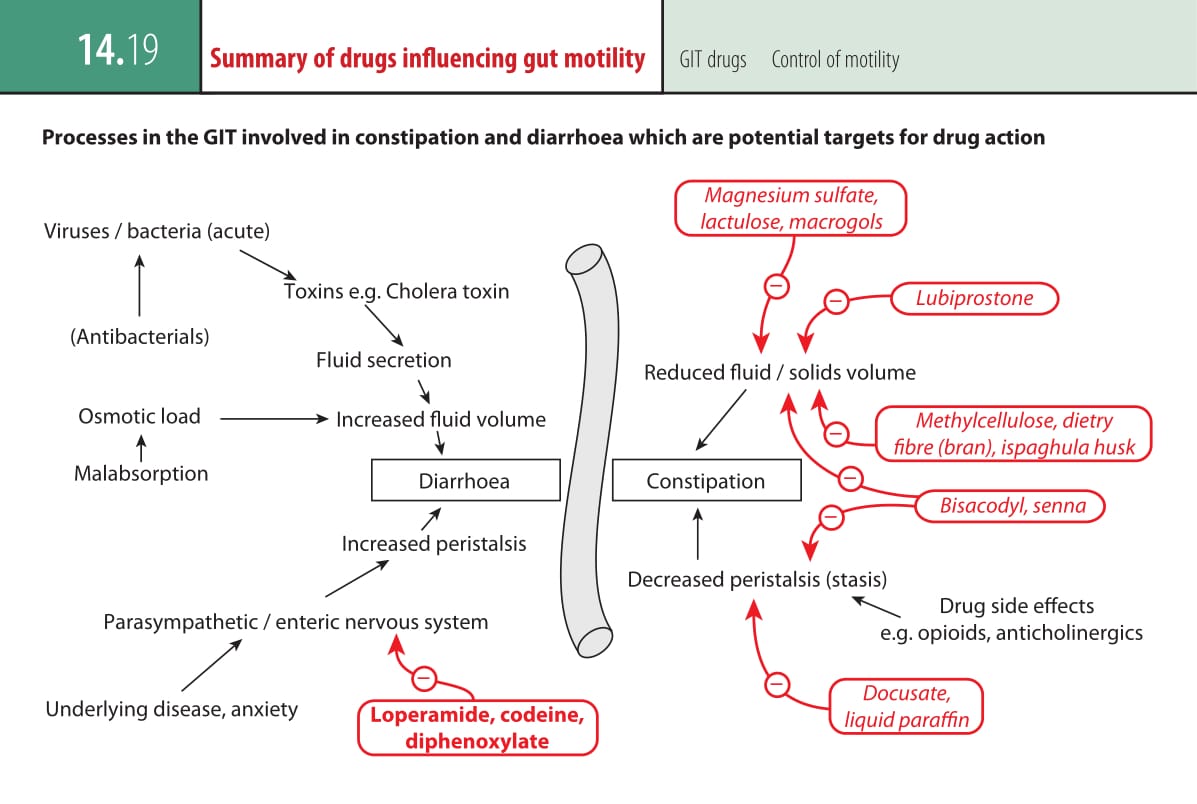 14.19
Summary of drugs influencing gut motility
GIT drugs Control of motility
Processes in the GIT involved in constipation and diarrhoea which are potential targets for drug action
Viruses / bacteria (acute)
Toxins e.g. Cholera toxin
(Antibacterials)
Fluid secretion
Osmotic load
Increased fluid volume
Malabsorption
Diarrhoea
Increased peristalsis
Parasympathetic / enteric nervous system
Underlying disease, anxiety
Loperamide, codeine,
diphenoxylate
Magnesium sulfate,
lactulose, macrogols
Lubiprostone
Reduced fluid / solids volume
Methylcellulose, dietry
fibre (bran), ispaghula husk
Constipation
Bisacodyl, senna
Decreased peristalsis (stasis)
Drug side effects
e.g. opioids, anticholinergics
Docusate,
liquid paraffin